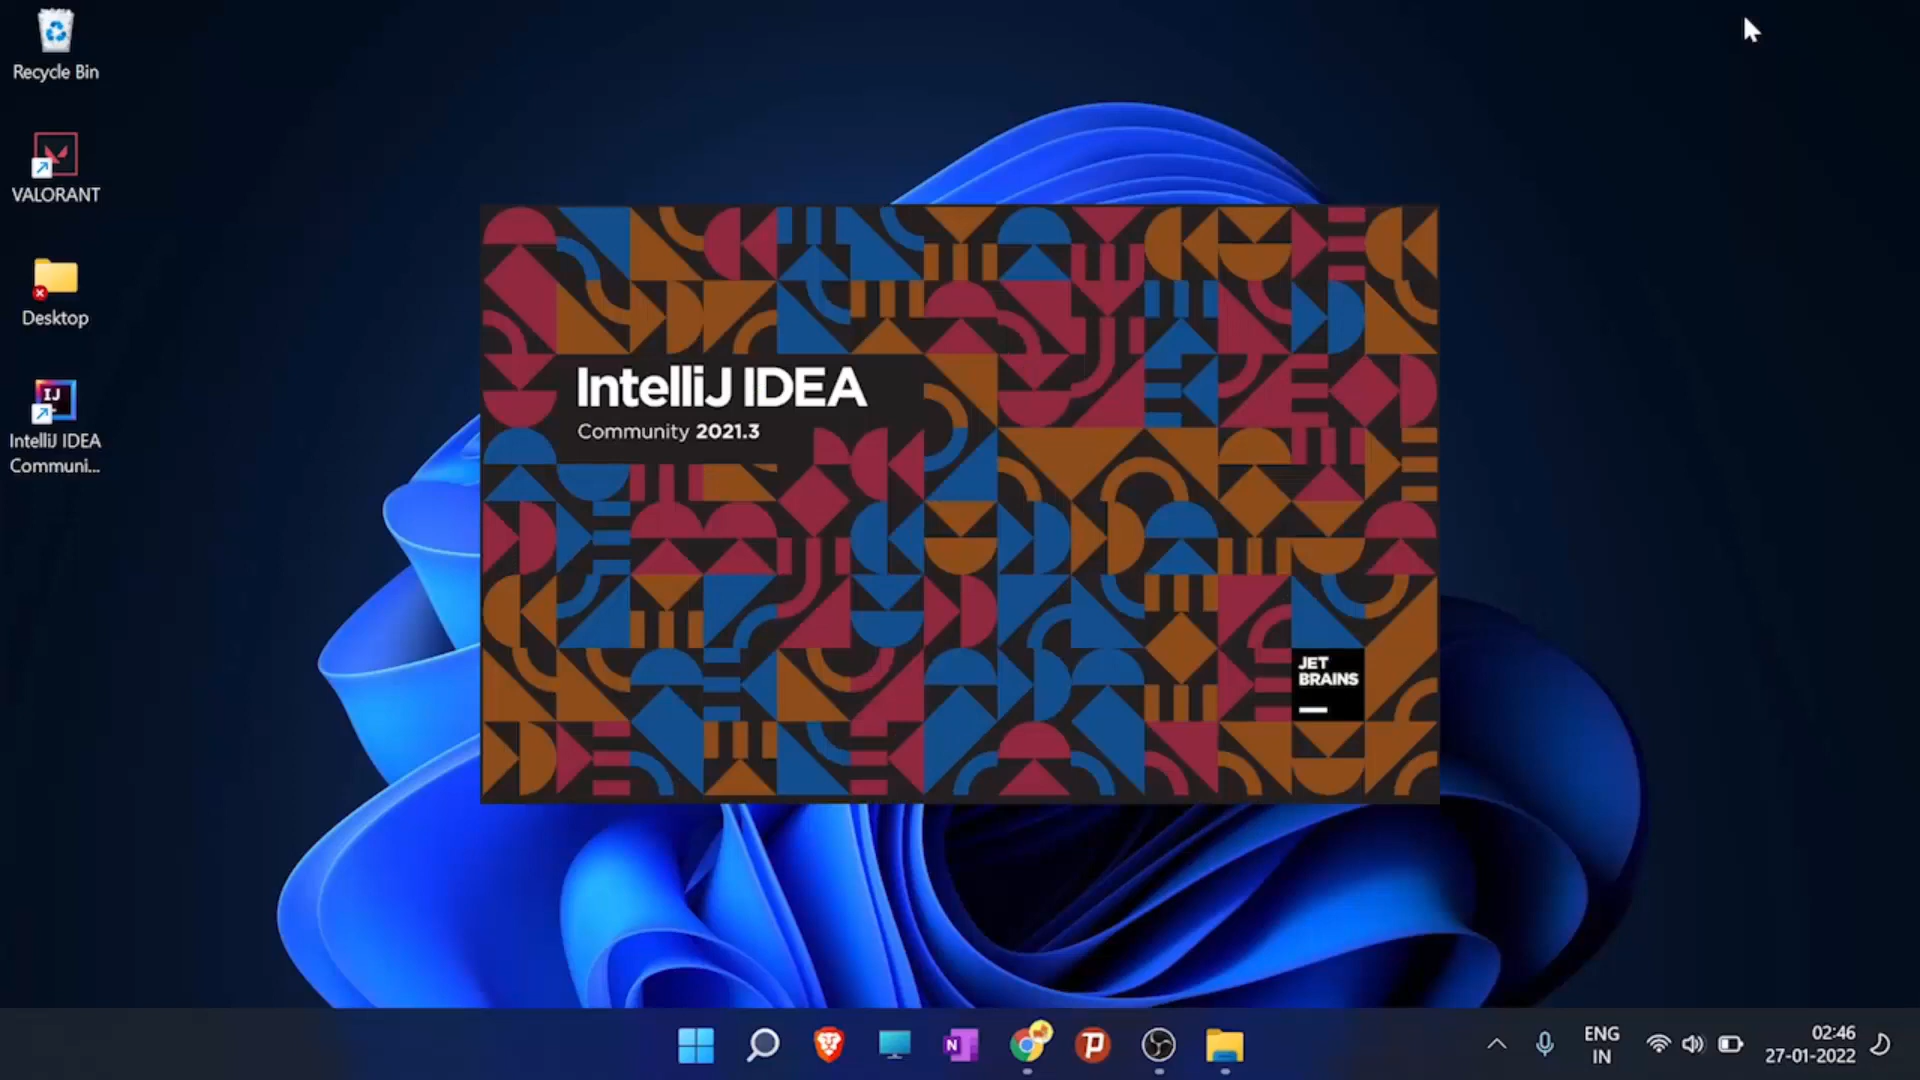 Recycle Bin
VALORANT
Desktop
IJ
IntelliJ IDEA
Communi...
IntelliJ IDEA
Community 2021.3
JET
BRAINS
N
ENG
IN
02:46
27-01-2022